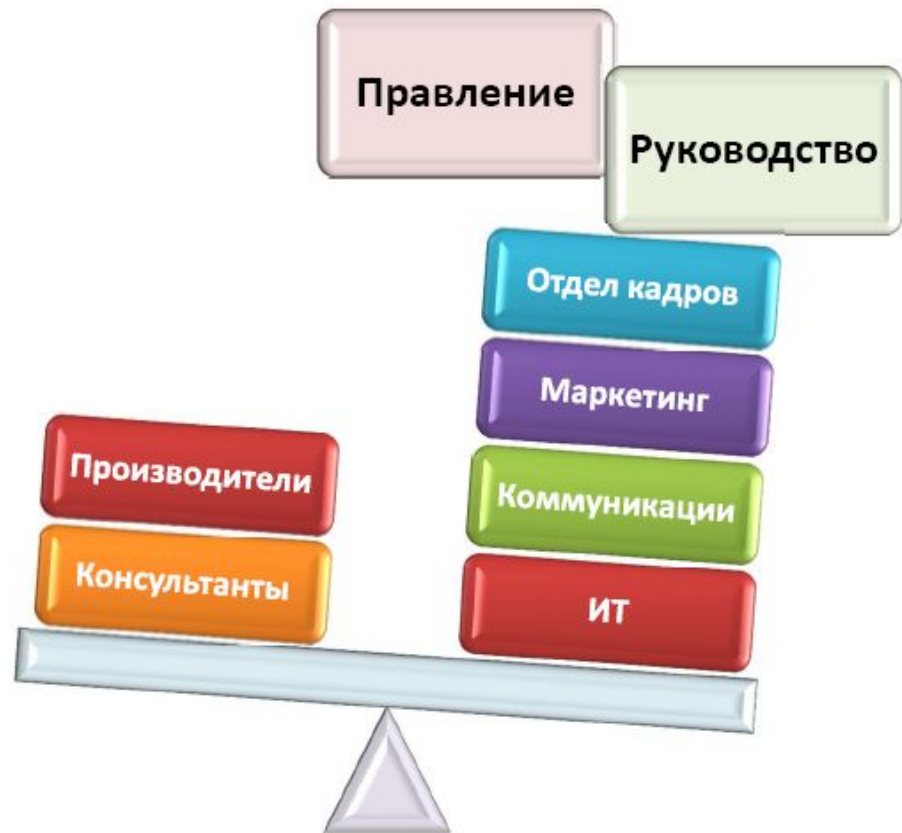 Правление
Руководство
Отдел кадров
Маркетинг
Производители
Коммуникации
Консультанты
ИТ